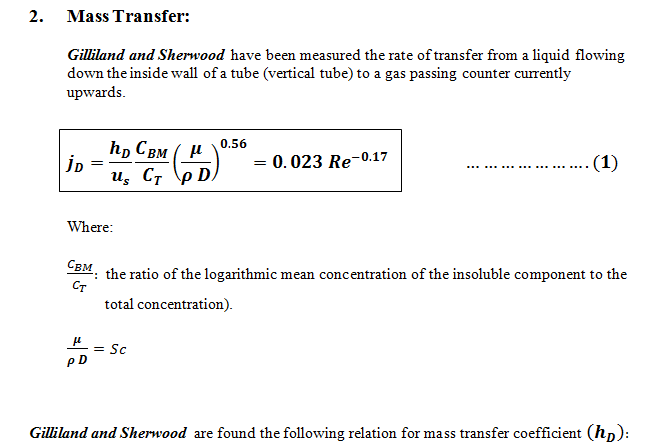 2. Mass Transfer:
Gilliland and Sherwood have been measured the rate of transfer from a liquid flowing
down the inside wall of a tube (vertical tube) to a gas passing counter currently
upwards.
j_D = (h_D / u_s) (C_BM / C_T) (μ / (ρ D))^0.56 = 0.023 Re^−0.17 ... ... ... ... ... ... .. (1)
Where:
C_BM / C_T : the ratio of the logarithmic mean concentration of the insoluble component to the
total concentration).
μ / (ρ D) = Sc
Gilliland and Sherwood are found the following relation for mass transfer coefficient (h_D):